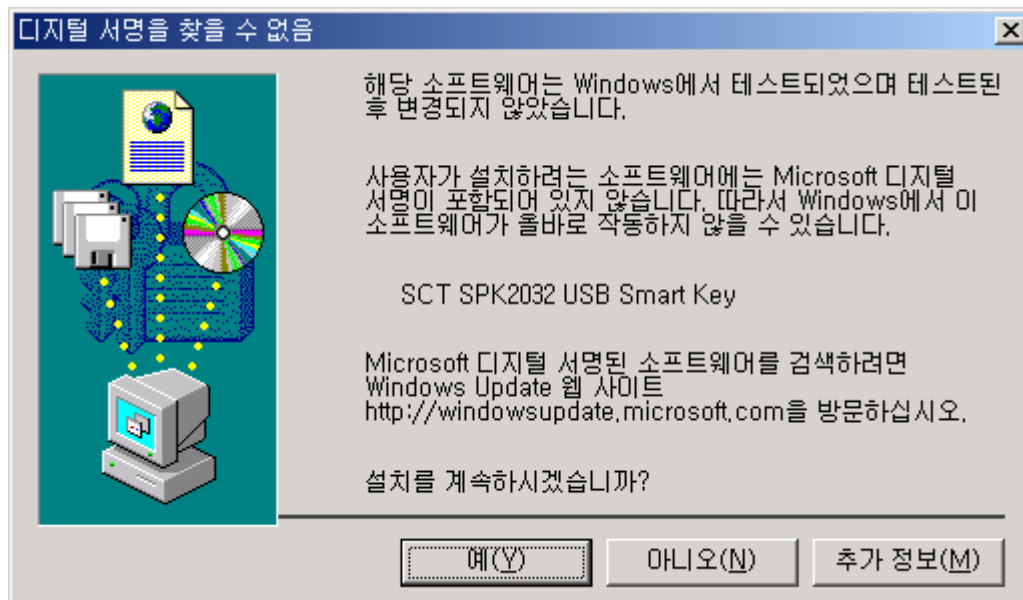 디지털 서명을 찾을 수 없음
해당 소프트웨어는 Windows에서 테스트되었으며 테스트된
후 변경되지 않았습니다.
사용자가 설치하려는 소프트웨어에는 Microsoft 디지털
서명이 포함되어 있지 않습니다. 따라서 Windows에서 이
소프트웨어가 올바로 작동하지 않을 수 있습니다.
SCT SPK2032 USB Smart Key
Microsoft 디지털 서명된 소프트웨어를 검색하려면
Windows Update 웹 사이트
http://windowsupdate.microsoft.com을 방문하십시오.
설치를 계속하시겠습니까?
예(Y) 아니오(N) 추가 정보(M)